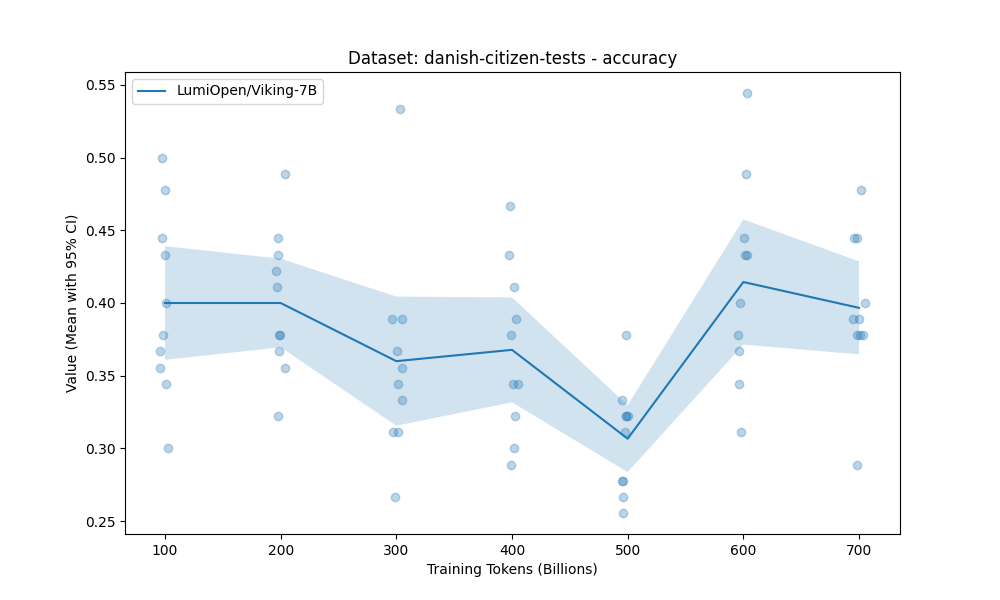 Dataset: danish-citizen-tests - accuracy
LumiOpen/Viking-7B
Value (Mean with 95% CI)
0.55
0.50
0.45
0.40
0.35
0.30
0.25
100 200 300 400 500 600 700
Training Tokens (Billions)